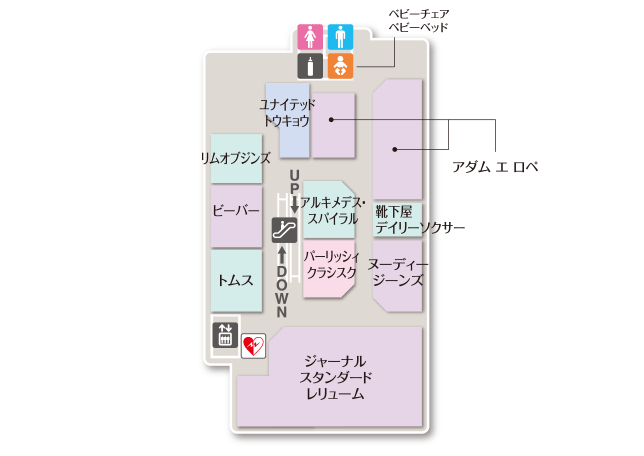 ベビーチェア
ベビーベッド
ユナイテッド
トウキョウ
アダム エ ロペ
リムオブジンズ
UP
アルキメデス・
スパイラル
ビーバー
靴下屋
デイリーソクサー
パーリッシィ
クラシスク
ヌーディー
ジーンズ
トムス
DOWN
ジャーナル
スタンダード
レリューム